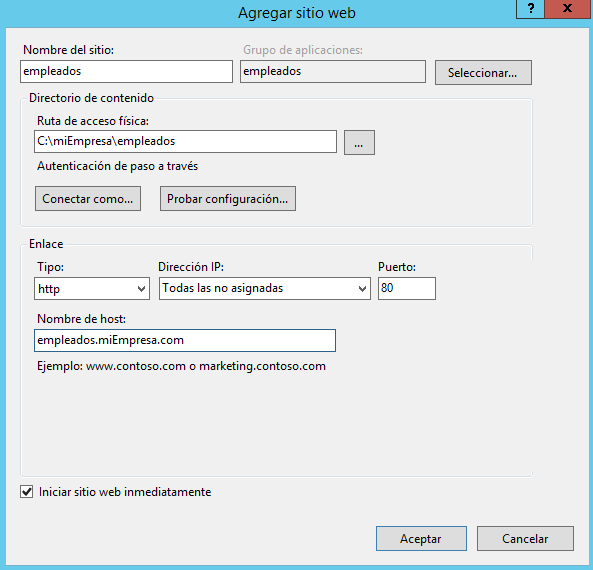 Agregar sitio web
?
x
Nombre del sitio:
Grupo de aplicaciones:
empleados
empleados
Seleccionar...
Directorio de contenido
Ruta de acceso física:
C:\miEmpresa\empleados
...
Autenticación de paso a través
Conectar como...
Probar configuración...
Enlace
Tipo:
Dirección IP:
Puerto:
http
Todas las no asignadas
80
Nombre de host:
empleados.miEmpresa.com
Ejemplo: www.contoso.com o marketing.contoso.com
Iniciar sitio web inmediatamente
Aceptar
Cancelar